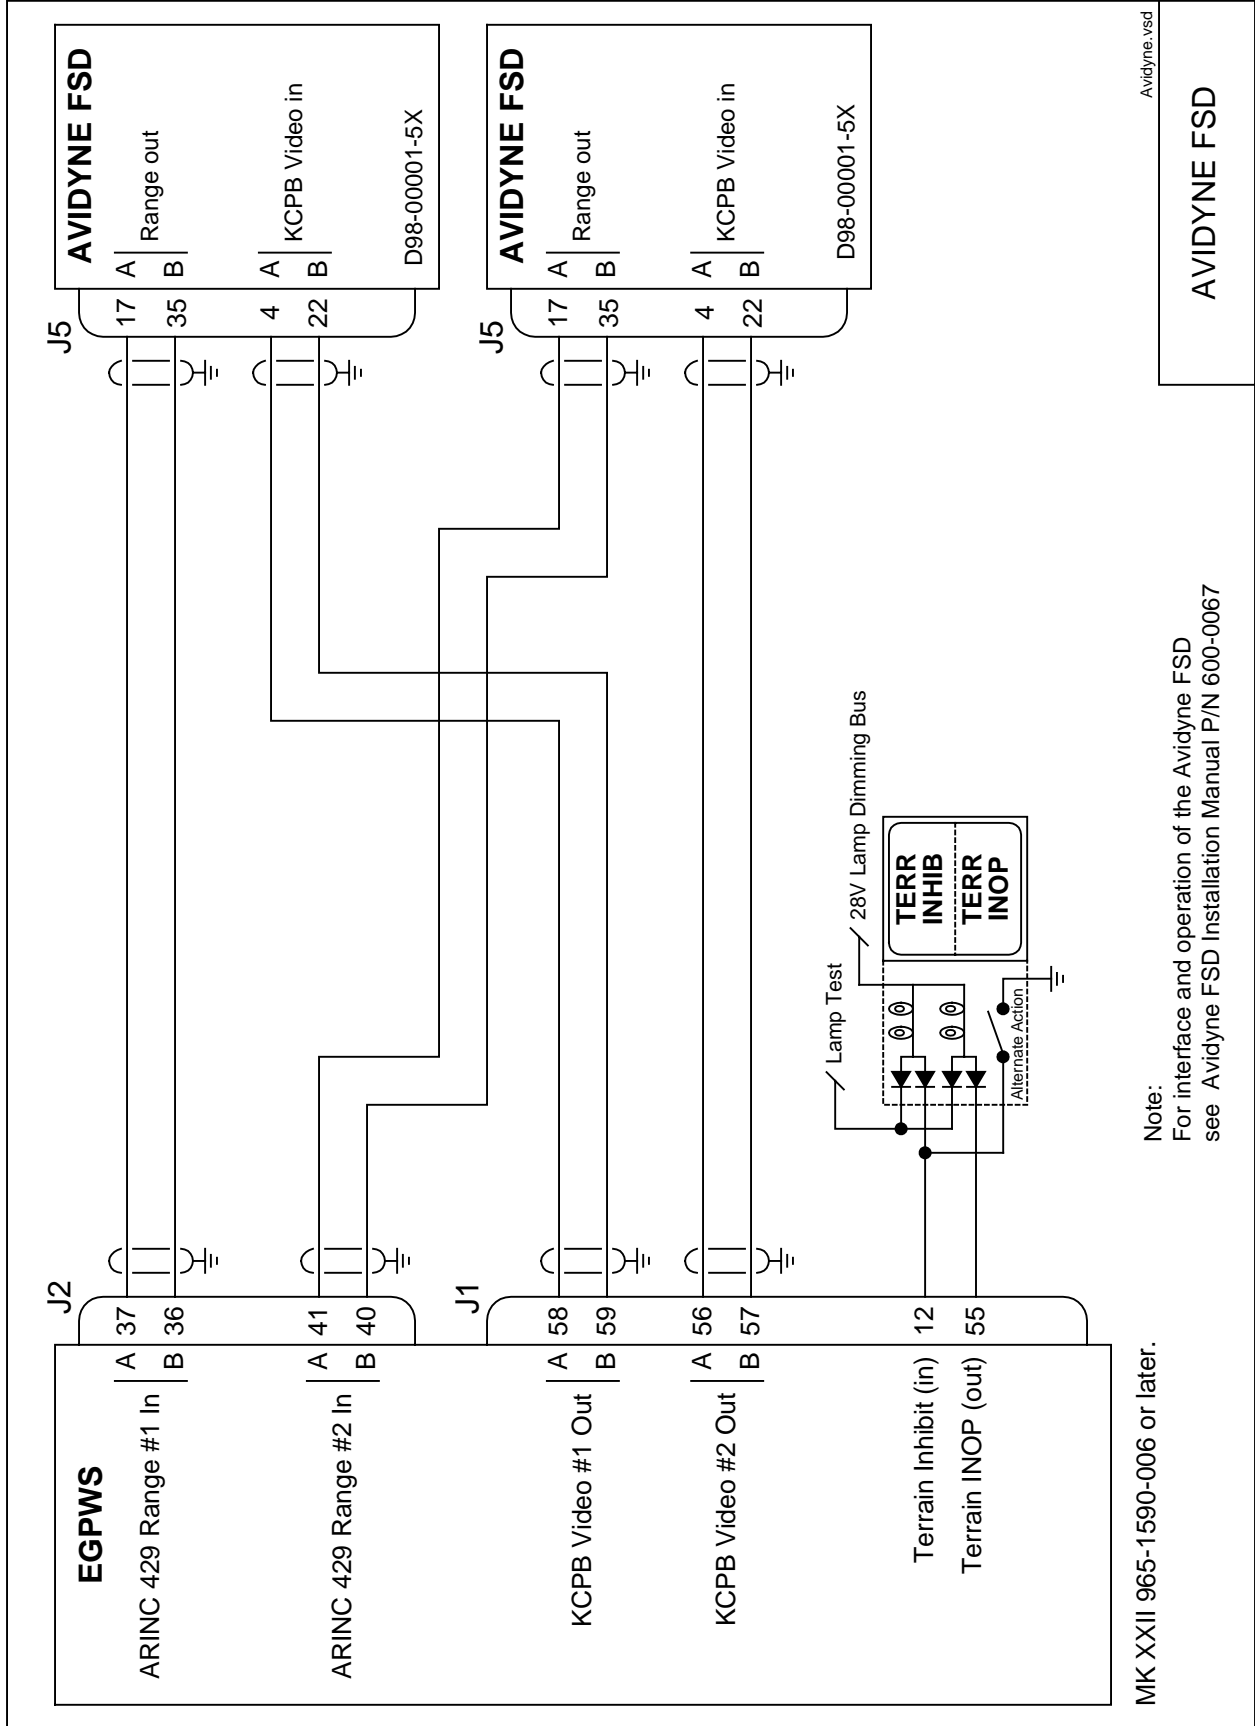 EGPWS
J2
ARINC 429 Range #1 In
A 37
B 36
ARINC 429 Range #2 In
A 41
B 40
J1
KCPB Video #1 Out
A 58
B 59
KCPB Video #2 Out
A 56
B 57
Terrain Inhibit (in) 12
Terrain INOP (out) 55
MK XXII 965-1590-006 or later.
Lamp Test
28V Lamp Dimming Bus
TERR
INHIB
TERR
INOP
Alternate Action
J5
AVIDYNE FSD
17 A
35 B
Range out
4 A
22 B
KCPB Video in
D98-00001-5X
J5
AVIDYNE FSD
17 A
35 B
Range out
4 A
22 B
KCPB Video in
D98-00001-5X
Note:
For interface and operation of the Avidyne FSD
see Avidyne FSD Installation Manual P/N 600-0067
Avidyne.vsd
AVIDYNE FSD